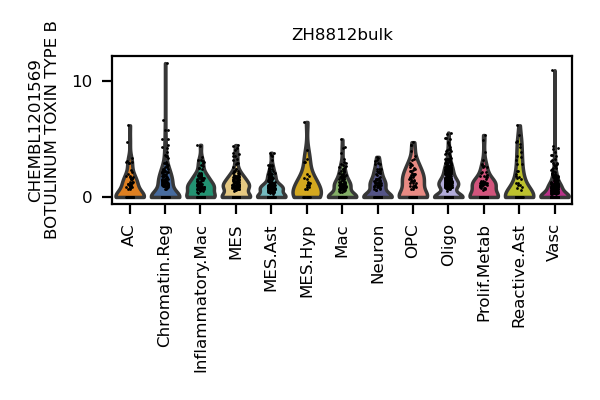 ZH8812bulk
CHEMBL1201569
BOTULINUM TOXIN TYPE B
10
0
AC
Chromatin.Reg
Inflammatory.Mac
MES
MES.Ast
MES.Hyp
Mac
Neuron
OPC
Oligo
Prolif.Metab
Reactive.Ast
Vasc